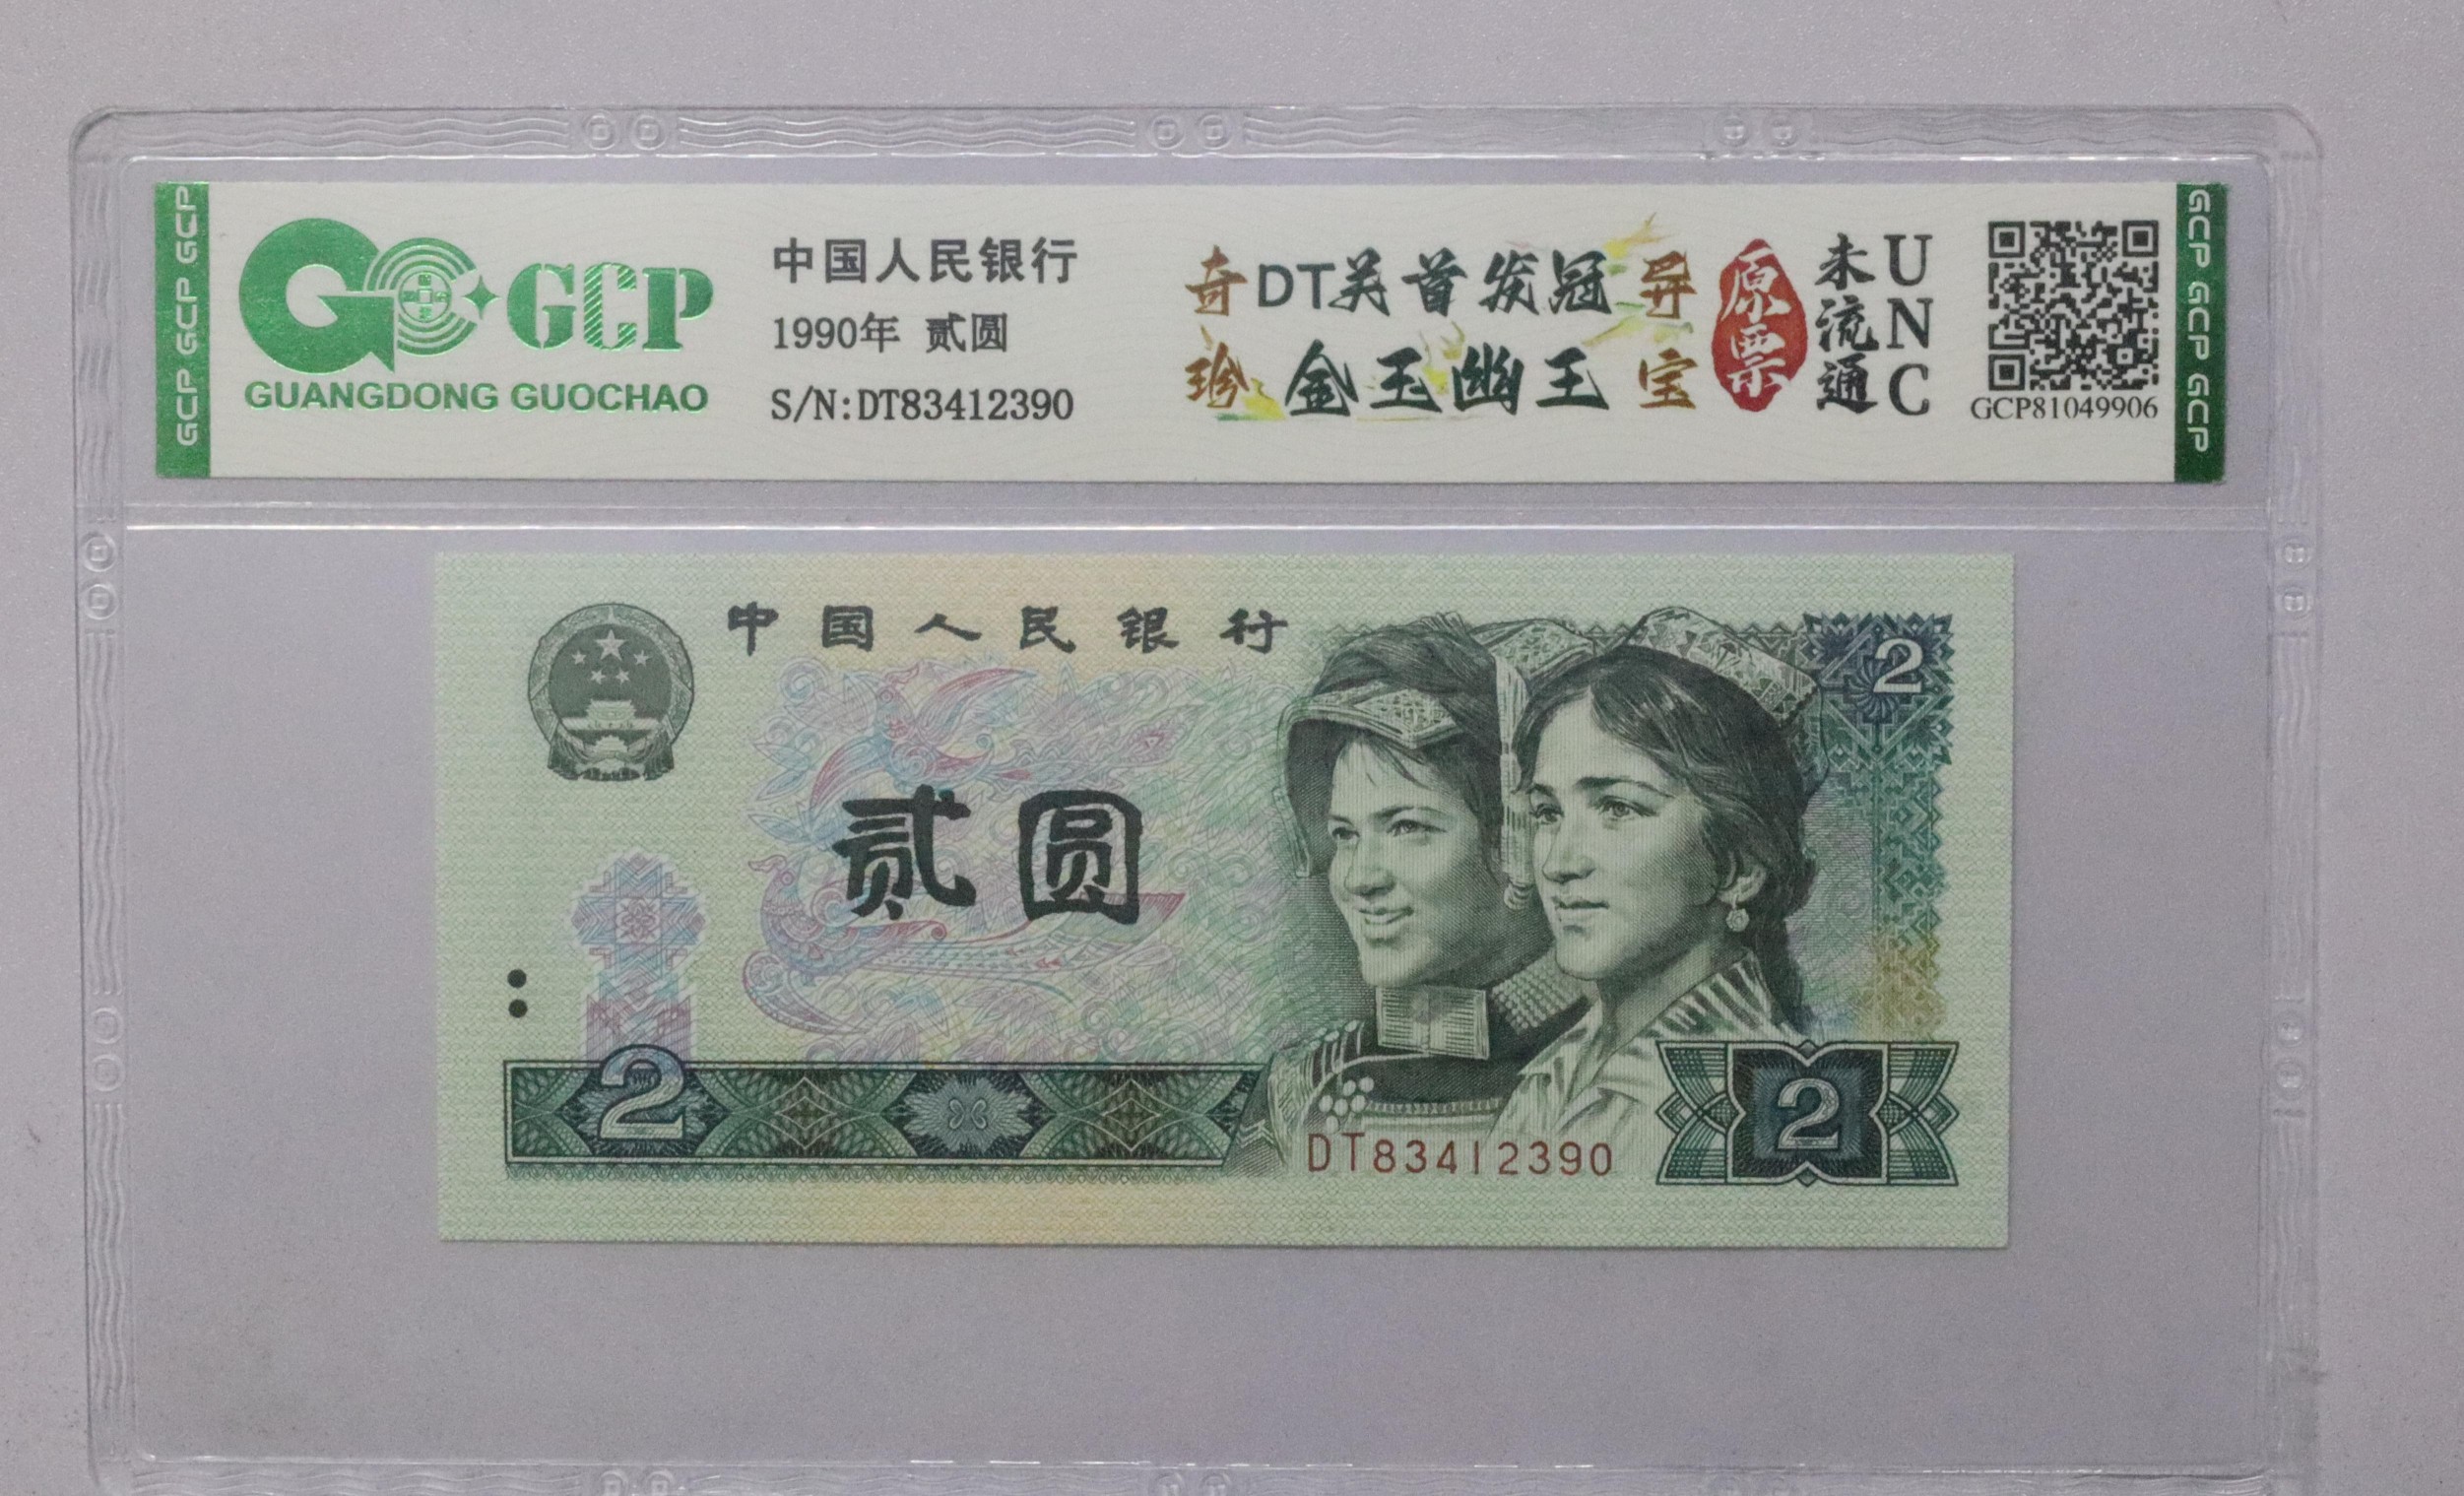 GCP GCP GCP
GCP
GUANGDONG GUOCHAO
中国人民银行
1990年 贰圆
S/N:DT83412390
奇DT关首发冠异
珍金玉幽王宝
原票
未流通
UNC
GCP81049906
GCP GCP GCP
中国人民银行
2
贰圆
2
DT83412390
2